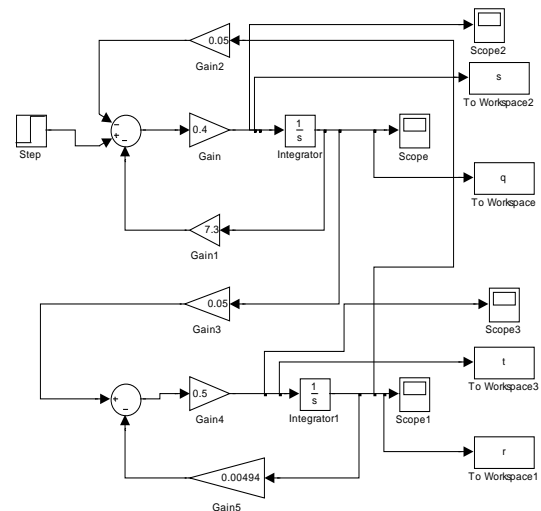 0.05
Gain2
Scope2
s
To Workspace2
−
+
−
Step
0.4
Gain
1
s
Integrator
Scope
q
To Workspace
7.3
Gain1
0.05
Gain3
Scope3
t
To Workspace3
+
−
0.5
Gain4
1
s
Integrator1
Scope1
r
To Workspace1
0.00494
Gain5